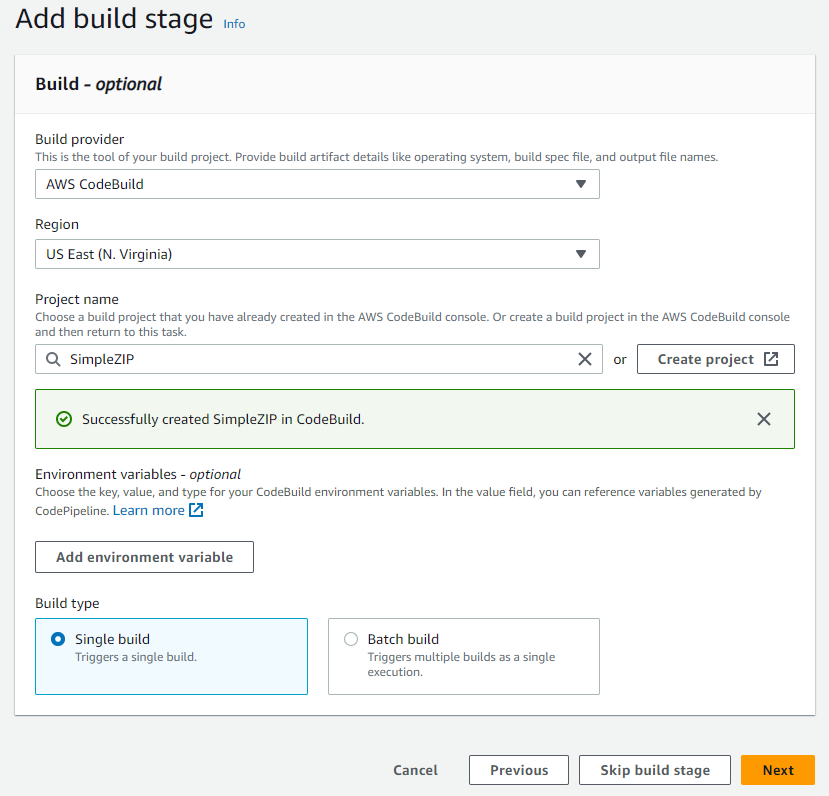 Add build stage Info
Build - optional
Build provider
This is the tool of your build project. Provide build artifact details like operating system, build spec file, and output file names.
AWS CodeBuild
Region
US East (N. Virginia)
Project name
Choose a build project that you have already created in the AWS CodeBuild console. Or create a build project in the AWS CodeBuild console
and then return to this task.
SimpleZIP or Create project
Successfully created SimpleZIP in CodeBuild.
Environment variables - optional
Choose the key, value, and type for your CodeBuild environment variables. In the value field, you can reference variables generated by
CodePipeline. Learn more
Add environment variable
Build type
Single build
Triggers a single build.
Batch build
Triggers multiple builds as a single
execution.
Cancel Previous Skip build stage Next